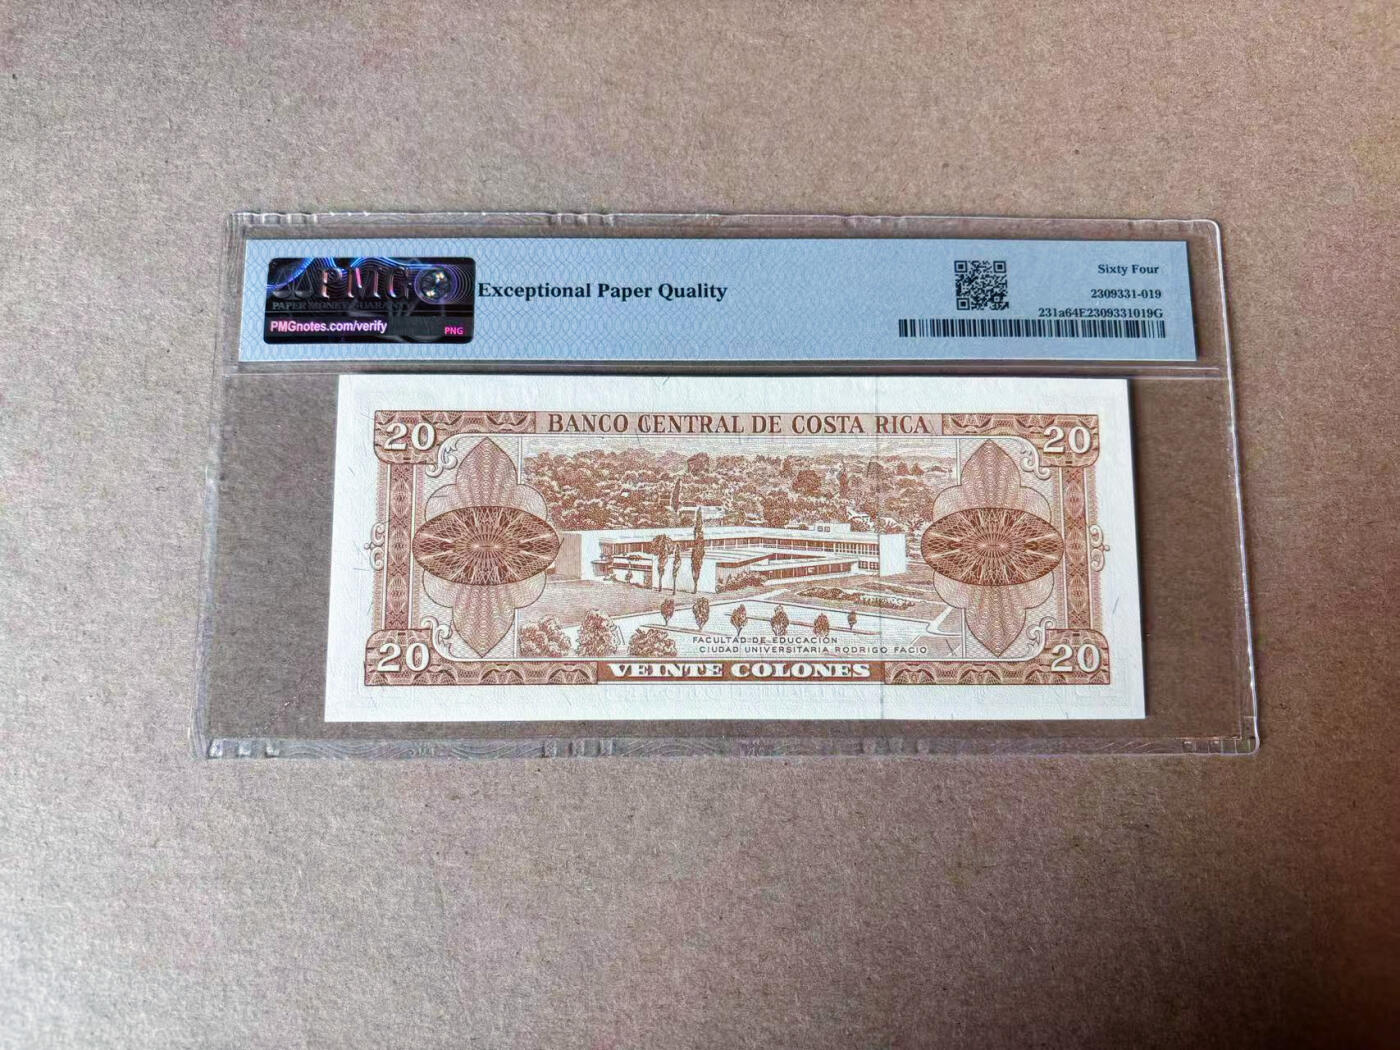 PMG
PAPER MONEY GUARANTY
PMGnotes.com/verify
PNG
Exceptional Paper Quality
Sixty Four
2309331-019
231a64E2309331019G
BANCO CENTRAL DE COSTA RICA
20
20
FACULTAD DE EDUCACIÓN
CIUDAD UNIVERSITARIA RODRIGO FACIO
20
VEINTE COLONES
20